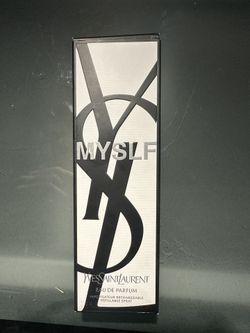 MYSLF
YVESSAINTLAURENT
EAU DE PARFUM
VAPORISATEUR RECHARGEABLE
REFILLABLE SPRAY